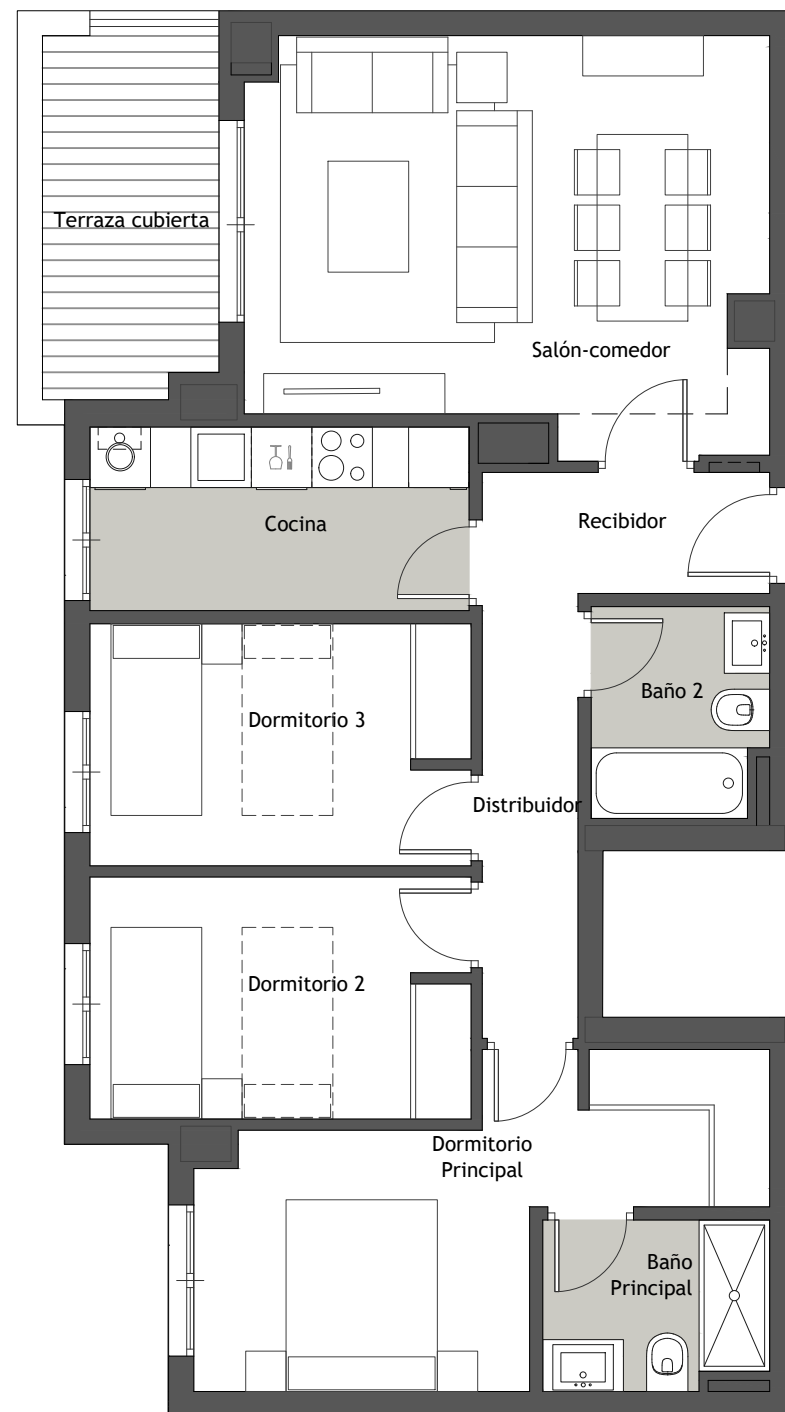 Terraza cubierta
Salón-comedor
Cocina
Recibidor
Baño 2
Dormitorio 3
Distribuidor
Dormitorio 2
Dormitorio
Principal
Baño
Principal